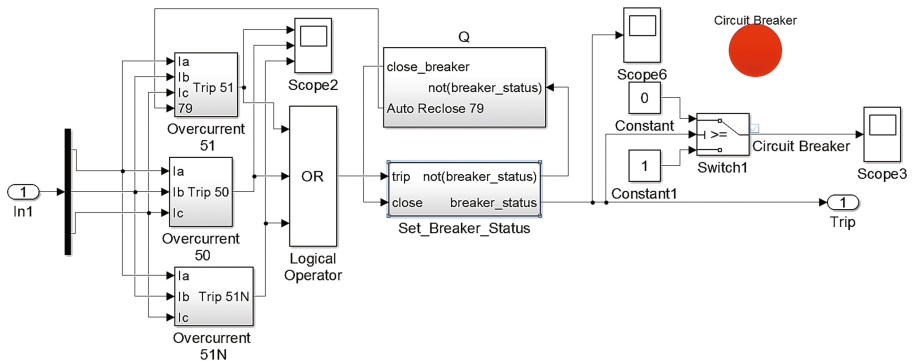 1
In1
Ia
Ib
Ic
79
Trip 51
Overcurrent
51
Ia
Ib
Ic
Trip 50
Overcurrent
50
Ia
Ib
Ic
Trip 51N
Overcurrent
51N
Scope2
OR
Logical
Operator
Q
close_breaker
not(breaker_status)
Auto Reclose 79
trip
close
not(breaker_status)
breaker_status
Set_Breaker_Status
Scope6
Circuit Breaker
0
Constant
1
Constant1
>=
Switch1
Circuit Breaker
Scope3
1
Trip